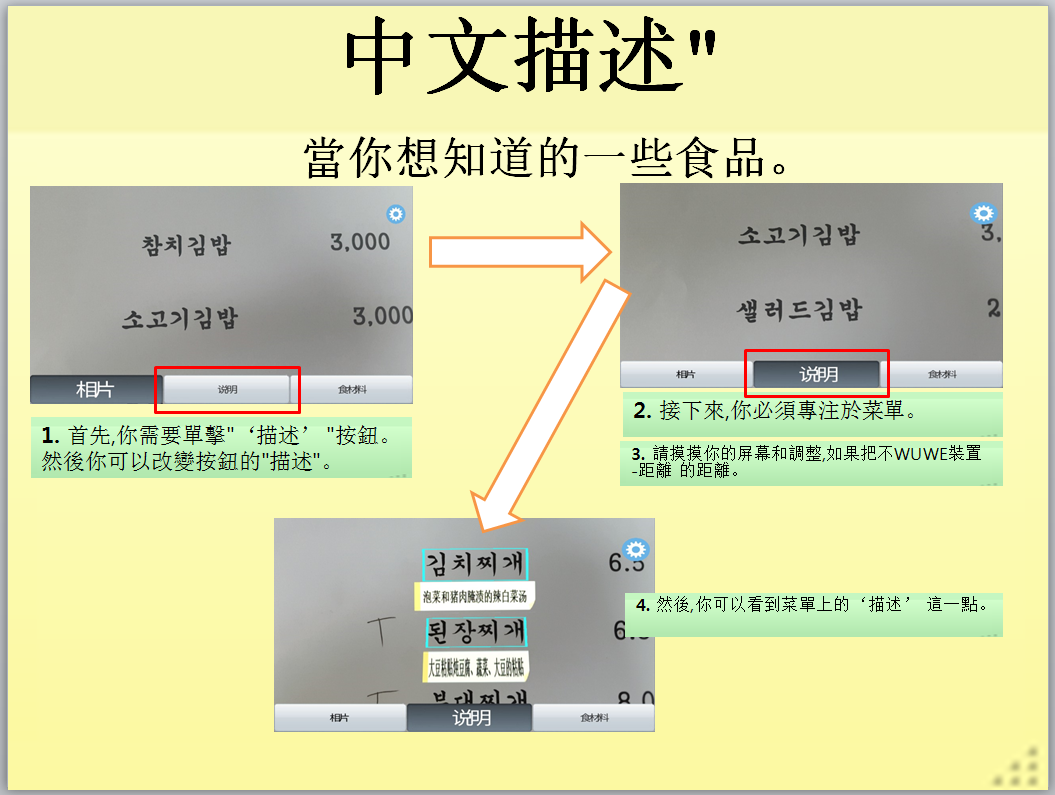 中文描述"
當你想知道的一些食品。
참치김밥 3,000
소고기김밥 3,000
相片 说明 食材料
소고기김밥 3,
샐러드김밥 2
相片 说明 食材料
1. 首先,你需要單擊"‘描述’"按鈕。
然後你可以改變按鈕的"描述"。
2. 接下來,你必須專注於菜單。
3. 請摸摸你的屏幕和調整,如果把不WUWE裝置
-距離 的距離。
김치찌개 6.5
泡菜和猪肉腌渍的辣白菜汤
된장찌개 6.
大豆粘贴炖豆腐、蔬菜、大豆的粘贴
부대찌개 8.0
相片 说明 食材料
4. 然後,你可以看到菜單上的‘描述’ 這一點。